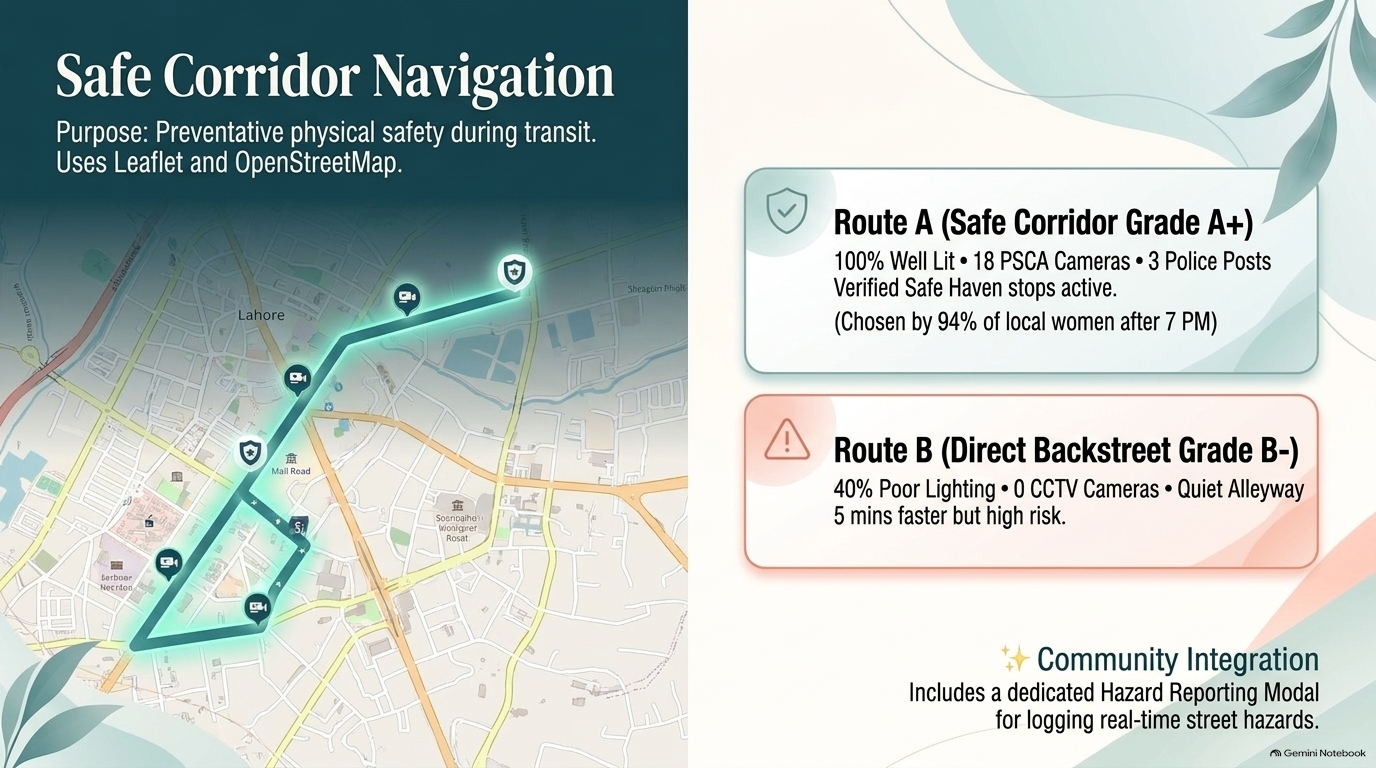 Safe Corridor Navigation
Purpose: Preventative physical safety during transit.
Uses Leaflet and OpenStreetMap.
Lahore
Mall Road
Route A (Safe Corridor Grade A+)
100% Well Lit • 18 PSCA Cameras • 3 Police Posts
Verified Safe Haven stops active.
(Chosen by 94% of local women after 7 PM)
Route B (Direct Backstreet Grade B-)
40% Poor Lighting • 0 CCTV Cameras • Quiet Alleyway
5 mins faster but high risk.
✨ Community Integration
Includes a dedicated Hazard Reporting Modal
for logging real-time street hazards.
Gemini Notebook